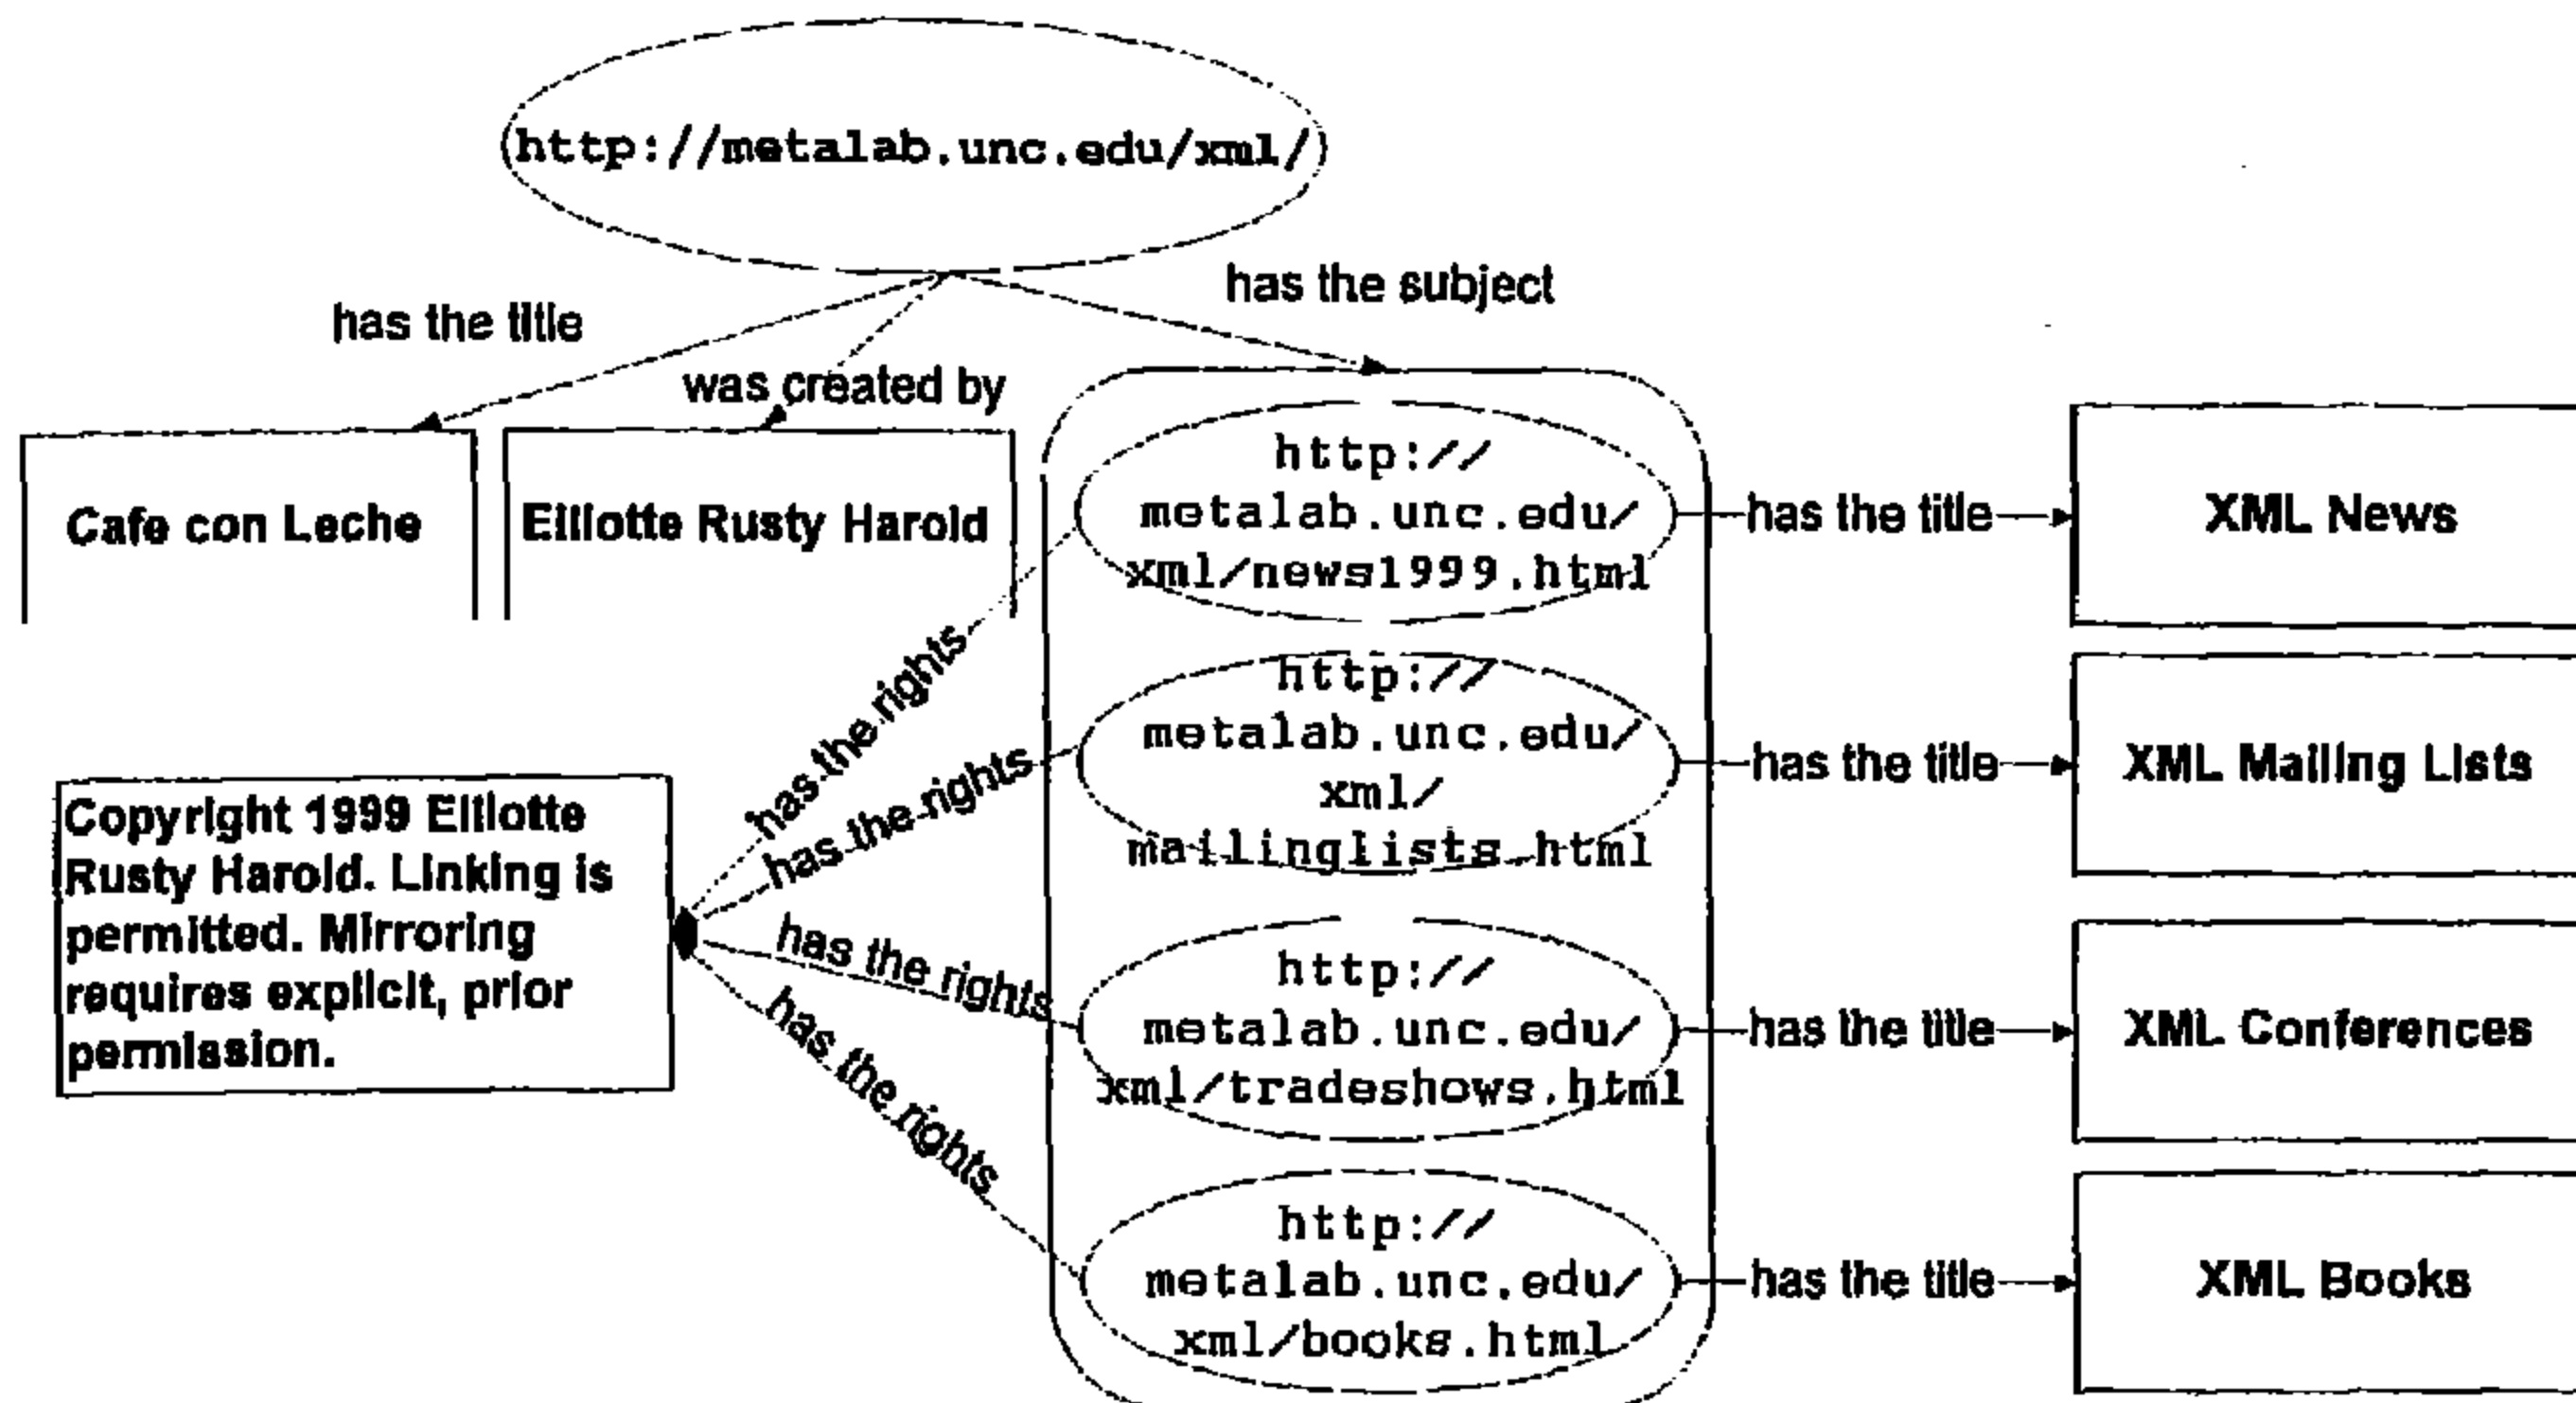 http://metalab.unc.edu/xml/
has the subject
has the title
was created by
Cafe con Leche
Elliotte Rusty Harold
http://
metalab.unc.edu/
xml/news1999.html
has the title
XML News
has the rights
http://
metalab.unc.edu/
xml/
mailinglists.html
has the title
XML Mailing Lists
has the rights
Copyright 1999 Elliotte
Rusty Harold. Linking is
permitted. Mirroring
requires explicit, prior
permission.
has the rights
http://
metalab.unc.edu/
xml/tradeshows.html
has the title
XML Conferences
has the rights
http://
metalab.unc.edu/
xml/books.html
has the title
XML Books